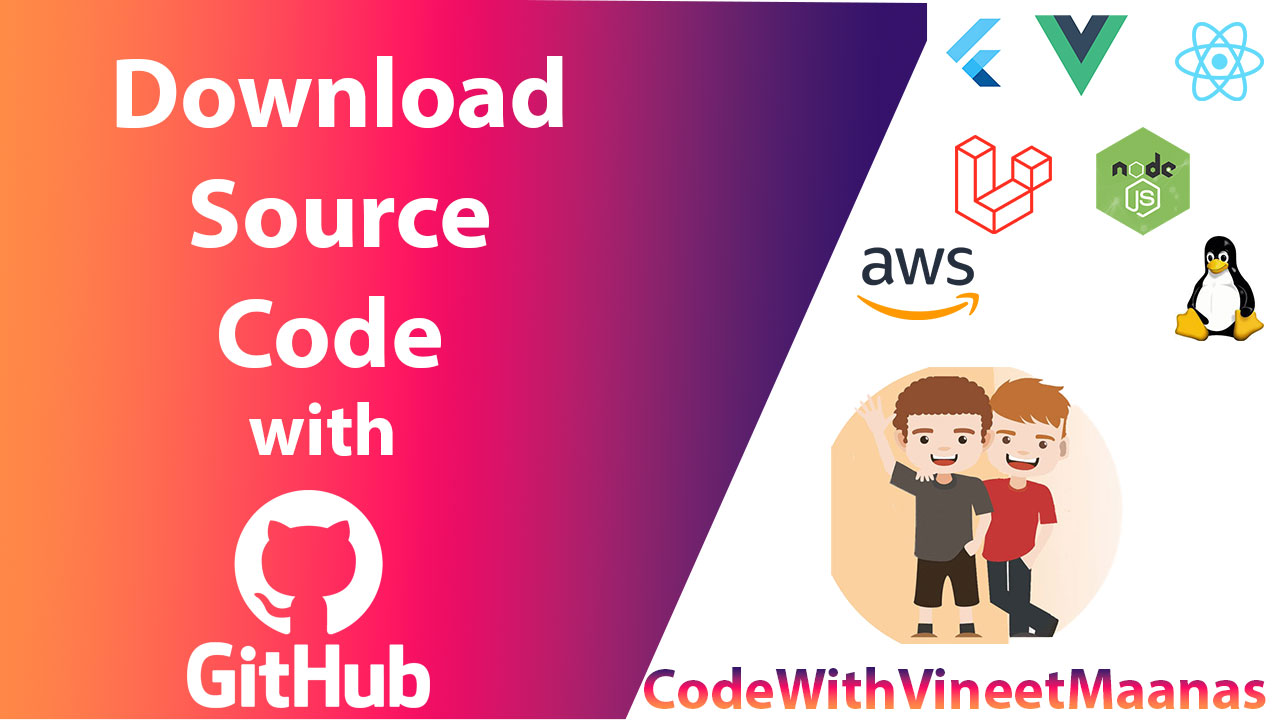 Download
Source
Code
with
GitHub
node
JS
aws
CodeWithVineetMaanas